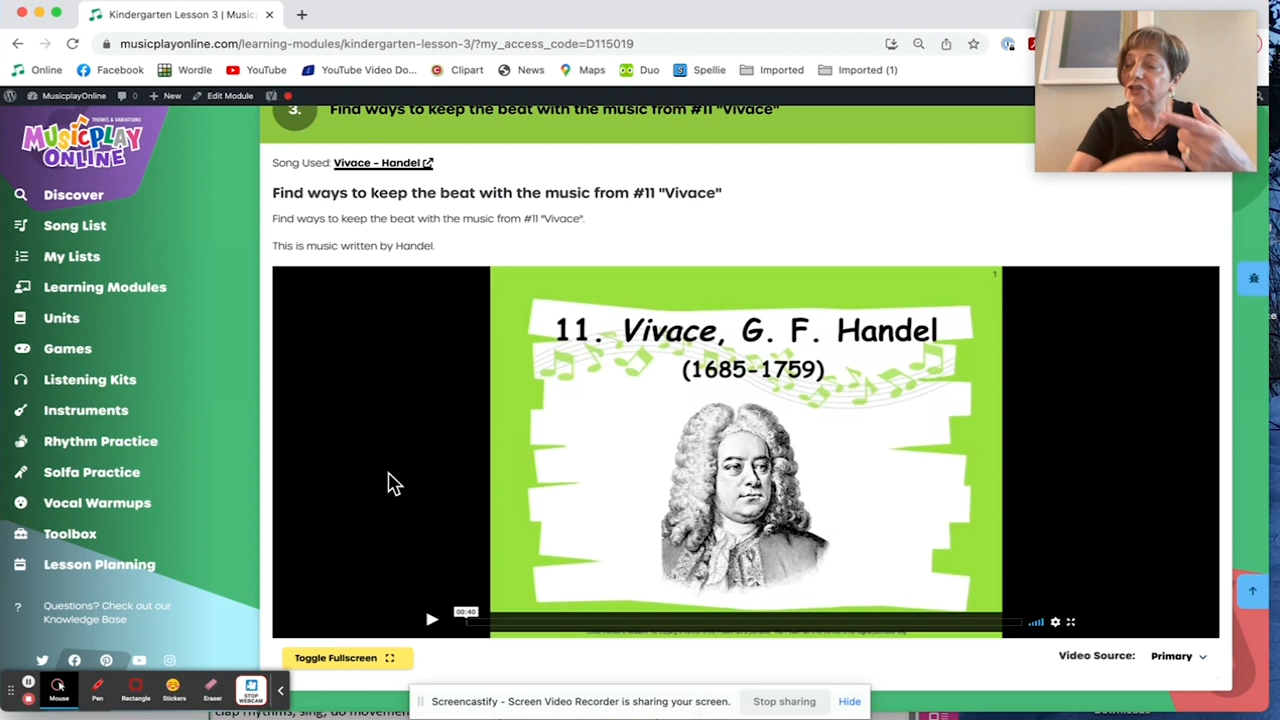 Kindergarten Lesson 3 | Music
musicplayonline.com/learning-modules/kindergarten-lesson-3/?my_access_code=D115019
Online
Facebook
Wordle
YouTube
YouTube Video Do...
Clipart
News
Maps
Duo
Spellie
Imported
Imported (1)
MusicplayOnline
0
New
Edit Module
THEMES & VARIATIONS
MUSICPLAY
ONLINE
Discover
Song List
My Lists
Learning Modules
Units
Games
Listening Kits
Instruments
Rhythm Practice
Solfa Practice
Vocal Warmups
Toolbox
Lesson Planning
Questions? Check out our
Knowledge Base
3. Find ways to keep the beat with the music from #11 "Vivace"
Song Used: Vivace – Handel
Find ways to keep the beat with the music from #11 "Vivace"
Find ways to keep the beat with the music from #11 "Vivace".
This is music written by Handel.
1
11. Vivace, G. F. Handel
(1685-1759)
00:40
Toggle Fullscreen
Video Source: Primary
Mouse
Pen
Rectangle
Stickers
Eraser
STOP
WEBCAM
Screencastify - Screen Video Recorder is sharing your screen.
Stop sharing
Hide